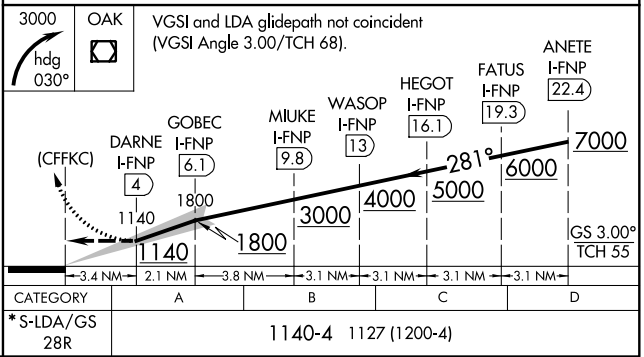 3000
hdg
030°
OAK
VGSI and LDA glidepath not coincident
(VGSI Angle 3.00/TCH 68).
ANETE
I-FNP
22.4
FATUS
I-FNP
19.3
HEGOT
I-FNP
16.1
WASOP
I-FNP
13
MIUKE
I-FNP
9.8
GOBEC
I-FNP
6.1
DARNE
I-FNP
4
(CFFKC)
281°
7000
6000
5000
4000
3000
1800
1800
1140
1140
GS 3.00°
TCH 55
3.4 NM 2.1 NM 3.8 NM 3.1 NM 3.1 NM 3.1 NM 3.1 NM
CATEGORY A B C D
*S-LDA/GS
28R
1140-4 1127 (1200-4)